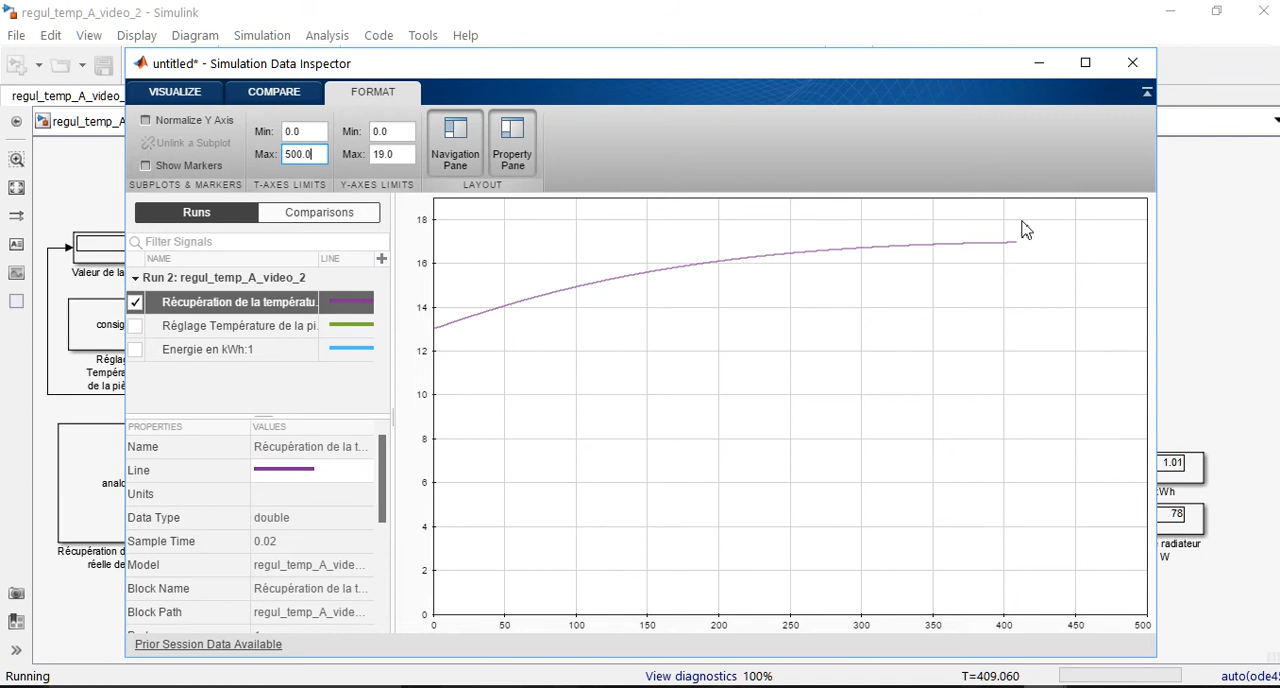 regul_temp_A_video_2 - Simulink
File Edit View Display Diagram Simulation Analysis Code Tools Help
regul_temp_A_video_
regul_temp_A
untitled* - Simulation Data Inspector
VISUALIZE COMPARE FORMAT
Normalize Y Axis
Unlink a Subplot
Show Markers
SUBPLOTS & MARKERS
Min: 0.0
Max: 500.0
T-AXES LIMITS
Min: 0.0
Max: 19.0
Y-AXES LIMITS
Navigation Pane
Property Pane
LAYOUT
Runs Comparisons
Filter Signals
NAME LINE
Run 2: regul_temp_A_video_2
Récupération de la températu.
Réglage Température de la pi.
Energie en kWh:1
PROPERTIES VALUES
Name Récupération de la t...
Line
Units
Data Type double
Sample Time 0.02
Model regul_temp_A_vide...
Block Name Récupération de la t...
Block Path regul_temp_A_vide...
Prior Session Data Available
18
16
14
12
10
8
6
4
2
0
0 50 100 150 200 250 300 350 400 450 500
Valeur de la
consig
Régla
Tempéra
de la piè
analo
Récupération d
réelle de
1.01
Wh
78
radiateur
W
Running
View diagnostics 100%
T=409.060
auto(ode4